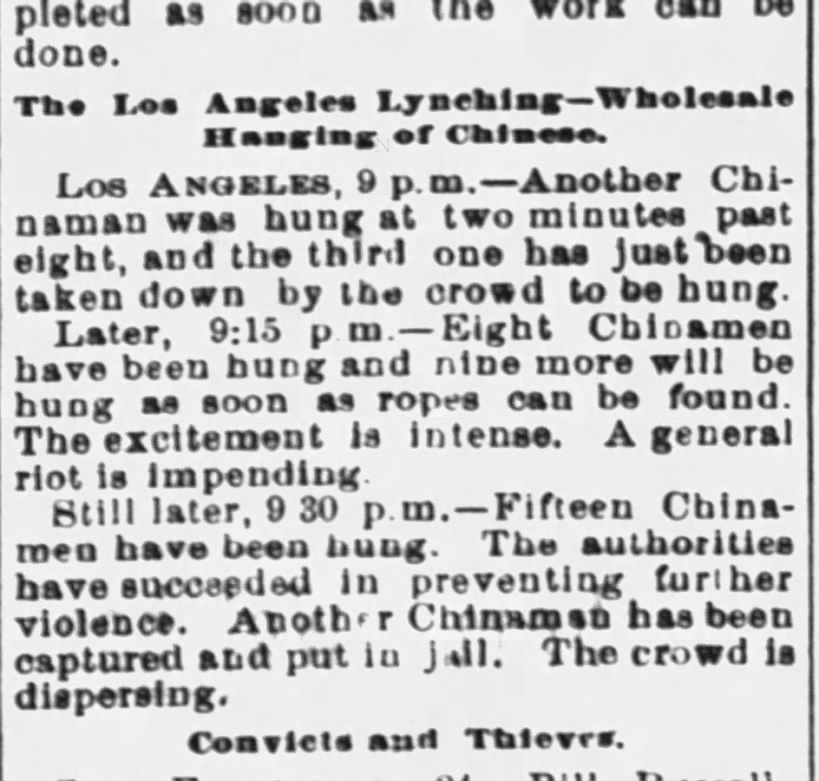 pleted as soon as the work can be
done.
The Los Angeles Lynching—Wholesale
Hanging of Chinese.
Los Angeles, 9 p.m.—Another Chi-
naman was hung at two minutes past
eight, and the third one has just been
taken down by the crowd to be hung.
Later, 9:15 p m.—Eight Chinamen
have been hung and nine more will be
hung as soon as ropes can be found.
The excitement is intense. A general
riot is impending.
Still later, 9 30 p.m.—Fifteen China-
men have been hung. The authorities
have succeeded in preventing further
violence. Another Chinaman has been
captured and put in jail. The crowd is
dispersing.
Convicts and Thieves.